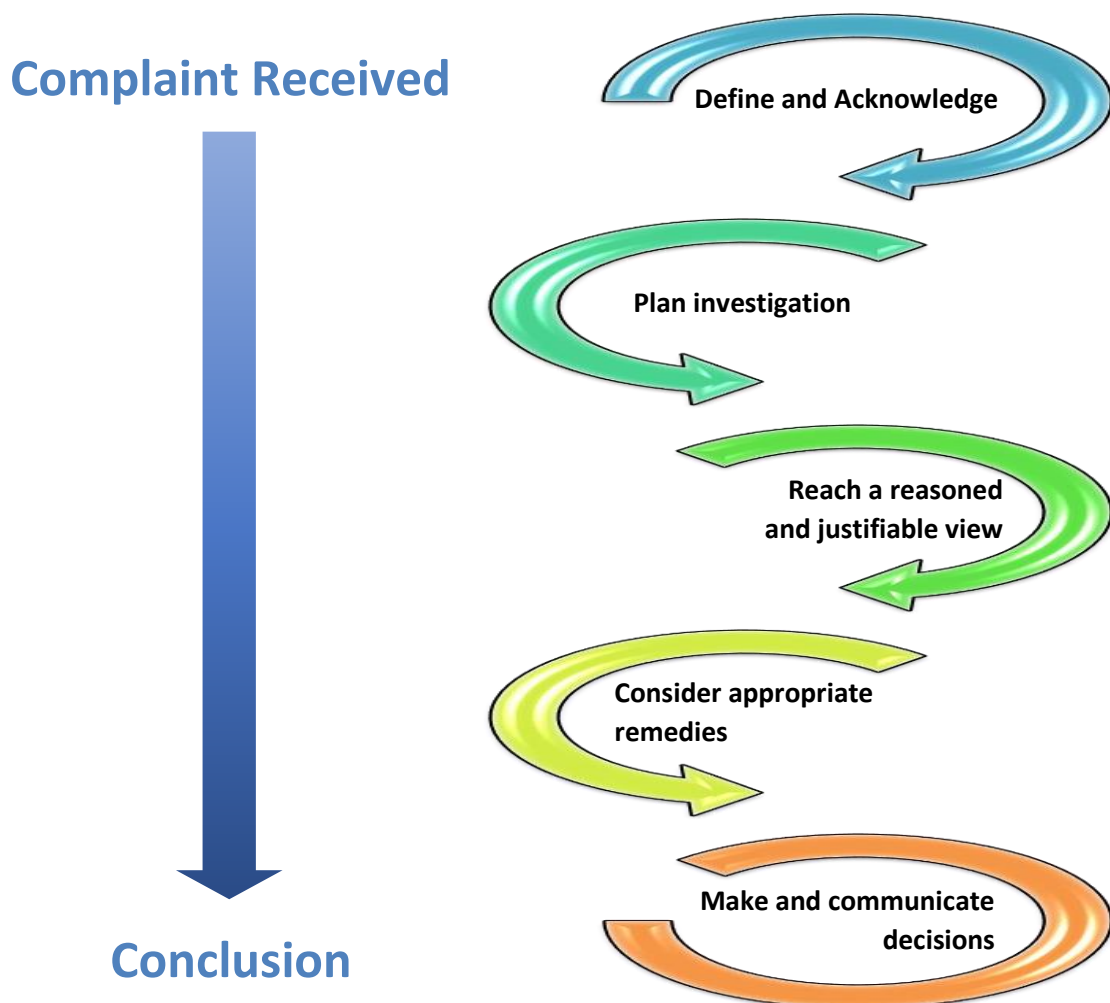 Complaint Received
Define and Acknowledge
Plan investigation
Reach a reasoned
and justifiable view
Consider appropriate
remedies
Make and communicate
decisions
Conclusion